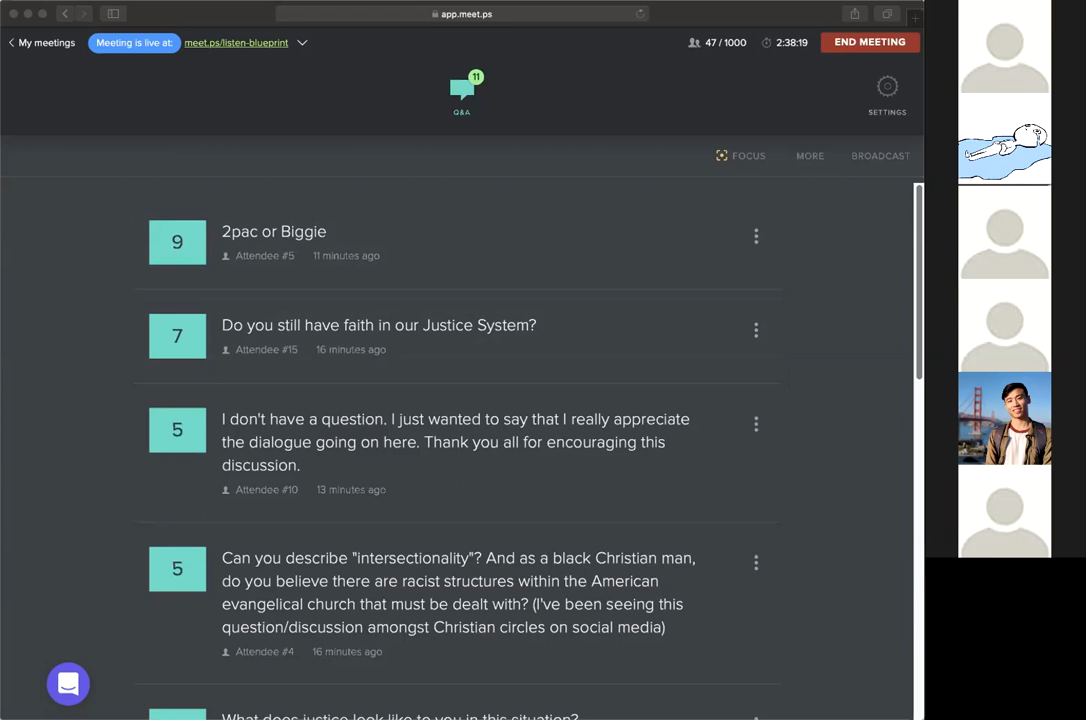 app.meet.ps
My meetings
Meeting is live at:
meet.ps/listen-blueprint
47 / 1000
2:38:19
END MEETING
11
Q&A
SETTINGS
FOCUS
MORE
BROADCAST
9
2pac or Biggie
Attendee #5 11 minutes ago
7
Do you still have faith in our Justice System?
Attendee #15 16 minutes ago
5
I don't have a question. I just wanted to say that I really appreciate
the dialogue going on here. Thank you all for encouraging this
discussion.
Attendee #10 13 minutes ago
5
Can you describe "intersectionality"? And as a black Christian man,
do you believe there are racist structures within the American
evangelical church that must be dealt with? (I've been seeing this
question/discussion amongst Christian circles on social media)
Attendee #4 16 minutes ago
What does justice look like to you in this situation?